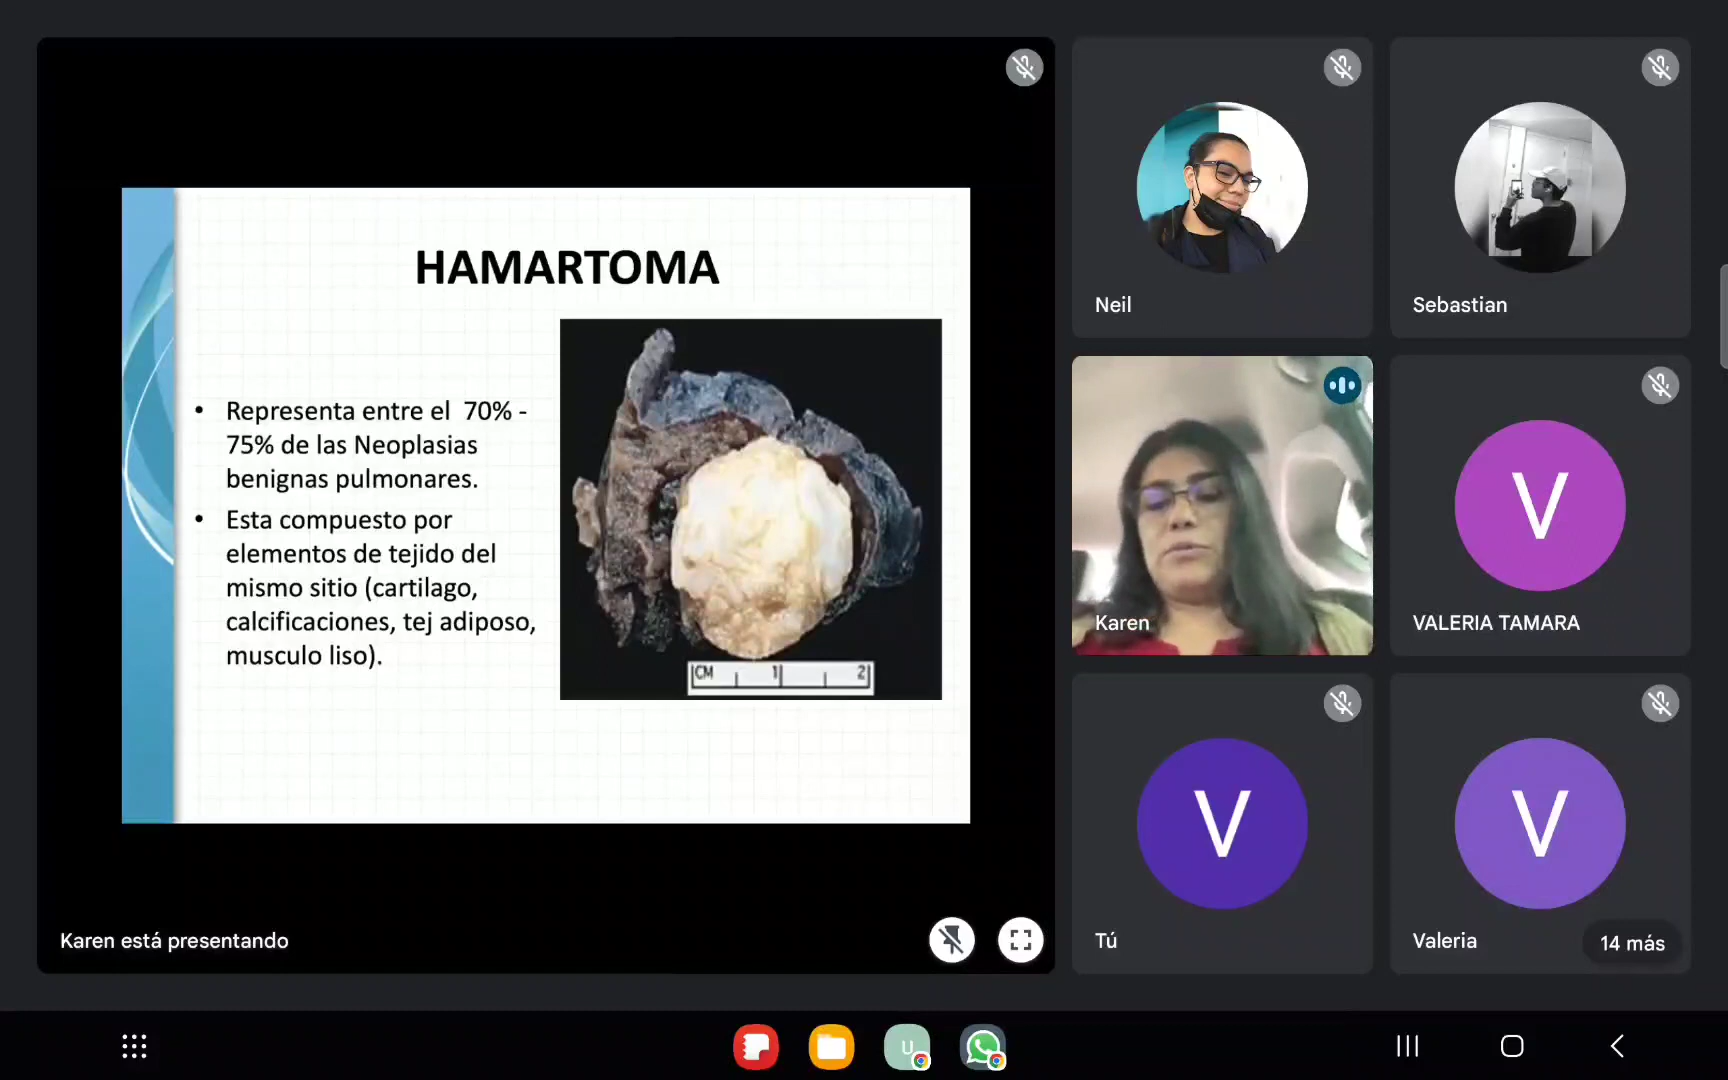 HAMARTOMA
• Representa entre el 70% -
75% de las Neoplasias
benignas pulmonares.
• Esta compuesto por
elementos de tejido del
mismo sitio (cartilago,
calcificaciones, tej adiposo,
musculo liso).
CM 1 2
Karen está presentando
Neil
Sebastian
Karen
V
VALERIA TAMARA
V
Tú
V
Valeria
14 más
U